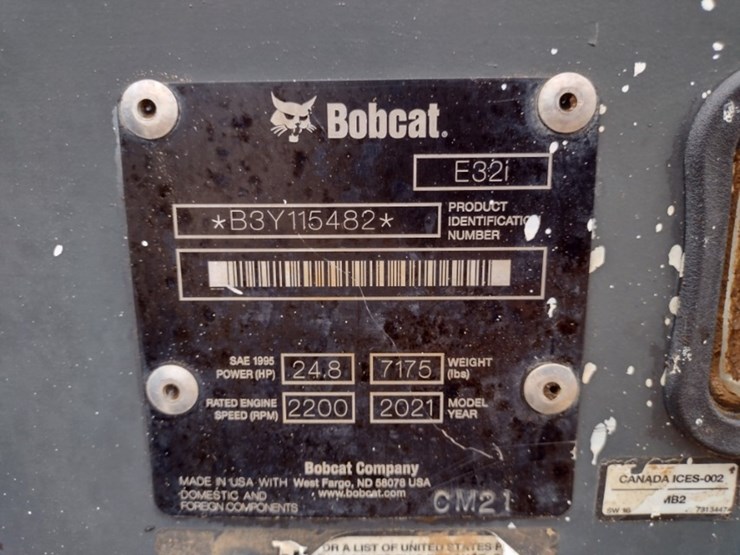 Bobcat.
E32i
*B3Y115482*
PRODUCT
IDENTIFICATIO
NUMBER
SAE 1995
POWER (HP)
24.8
7175
WEIGHT
(lbs)
RATED ENGINE
SPEED (RPM)
2200
2021
MODEL
YEAR
Bobcat Company
MADE IN USA WITH
West Fargo, ND 58078 USA
DOMESTIC AND
www.bobcat.com
FOREIGN COMPONENTS
CM21
CANADA ICES-002
MB2
OR A LIST OF UNITED STATES P